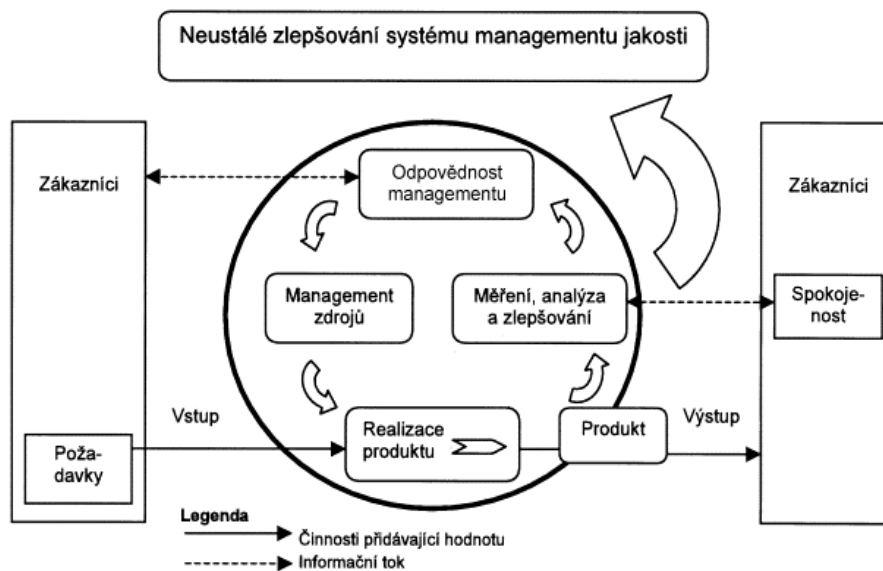 Neustálé zlepšování systému managementu jakosti
Zákazníci
Odpovědnost
managementu
Zákazníci
Management
zdrojů
Měření, analýza
a zlepšování
Spokoje-
nost
Vstup
Realizace
produktu
Produkt
Výstup
Poža-
davky
Legenda
Činnosti přidávající hodnotu
Informační tok